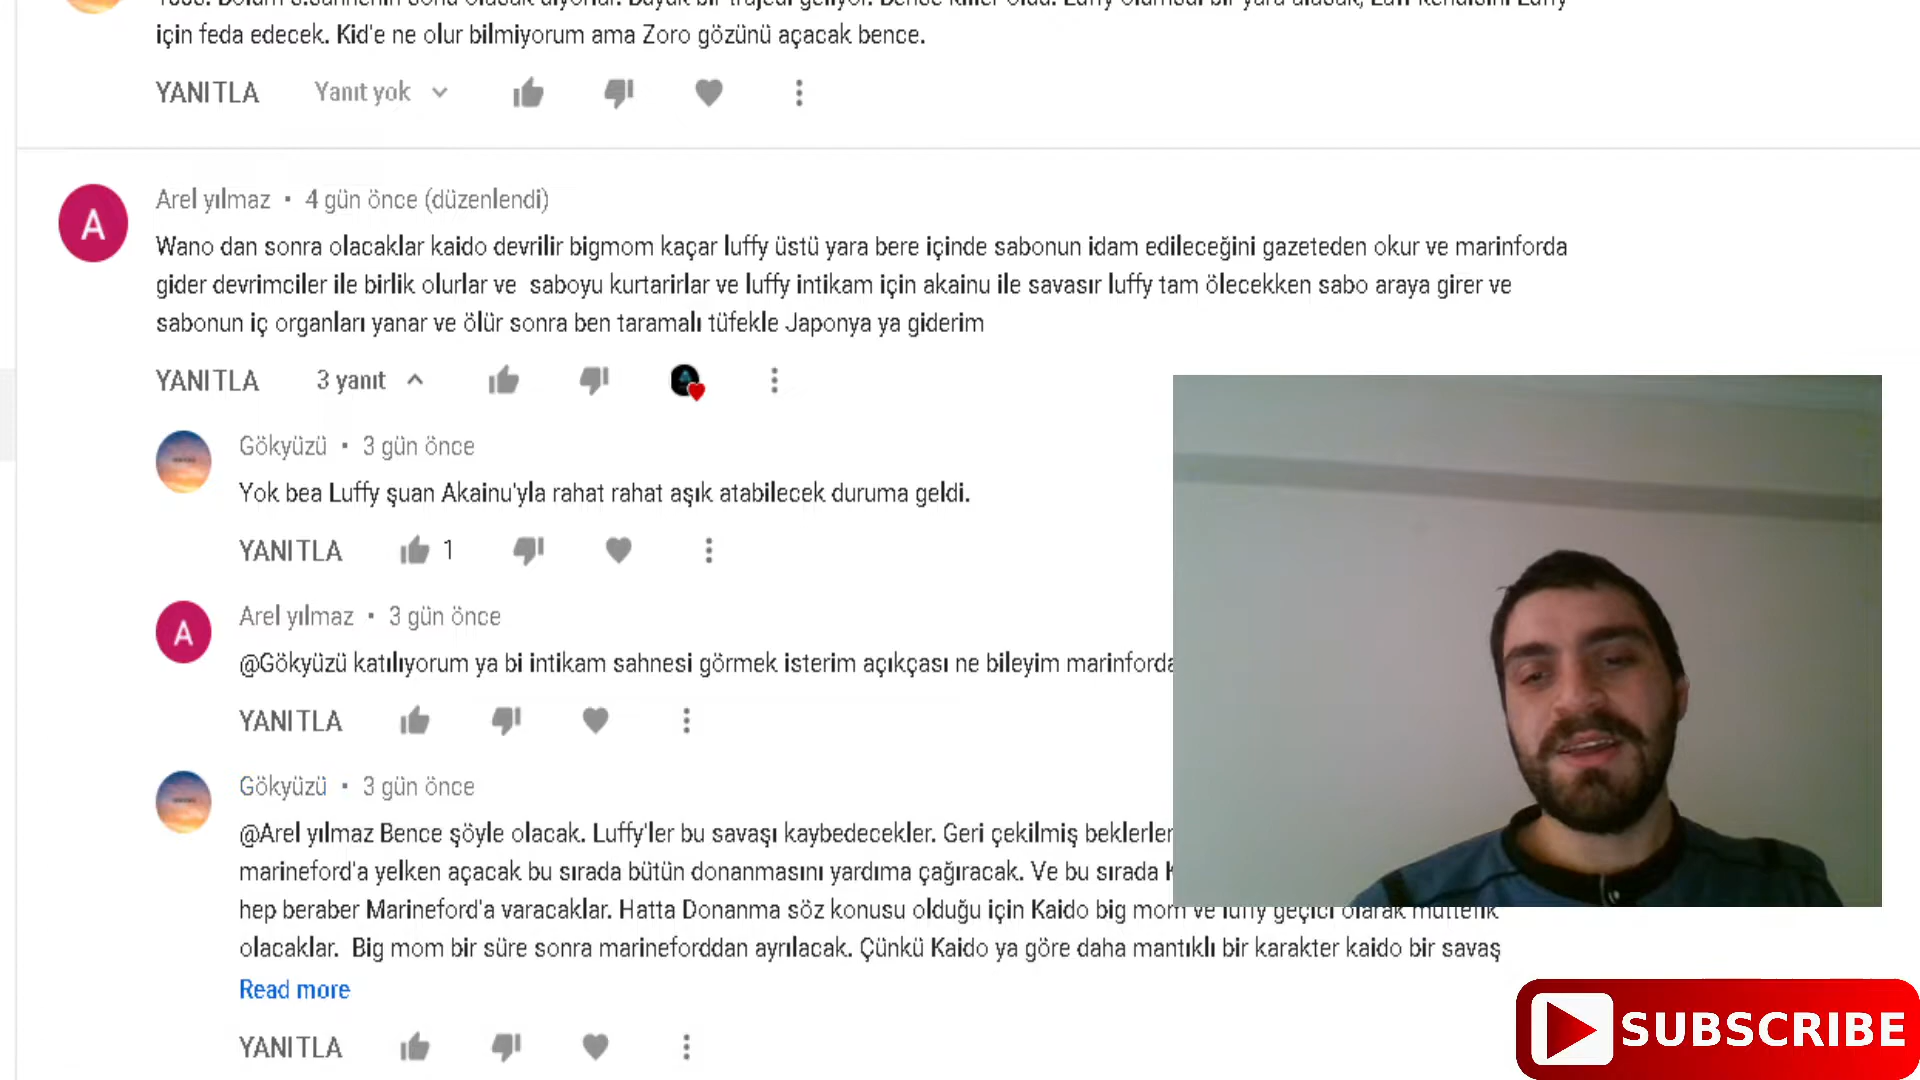 için feda edecek. Kid'e ne olur bilmiyorum ama Zoro gözünü açacak bence.
YANITLA Yanıt yok
A
Arel yılmaz • 4 gün önce (düzenlendi)
Wano dan sonra olacaklar kaido devrilir bigmom kaçar luffy üstü yara bere içinde sabonun idam edileceğini gazeteden okur ve marinforda
gider devrimciler ile birlik olurlar ve saboyu kurtarirlar ve luffy intikam için akainu ile savasır luffy tam ölecekken sabo araya girer ve
sabonun iç organları yanar ve ölür sonra ben taramalı tüfekle Japonya ya giderim
YANITLA 3 yanıt
Gökyüzü • 3 gün önce
Yok bea Luffy şuan Akainu'yla rahat rahat aşık atabilecek duruma geldi.
YANITLA 1
A
Arel yılmaz • 3 gün önce
@Gökyüzü katılıyorum ya bi intikam sahnesi görmek isterim açıkçası ne bileyim marinforda
YANITLA
Gökyüzü • 3 gün önce
@Arel yılmaz Bence şöyle olacak. Luffy'ler bu savaşı kaybedecekler. Geri çekilmiş beklerler
marineford'a yelken açacak bu sırada bütün donanmasını yardıma çağıracak. Ve bu sırada
hep beraber Marineford'a varacaklar. Hatta Donanma söz konusu olduğu için Kaido big mom ve luffy geçici olarak müttefik
olacaklar. Big mom bir süre sonra marineforddan ayrılacak. Çünkü Kaido ya göre daha mantıklı bir karakter kaido bir savaş
Read more
YANITLA
SUBSCRIBE